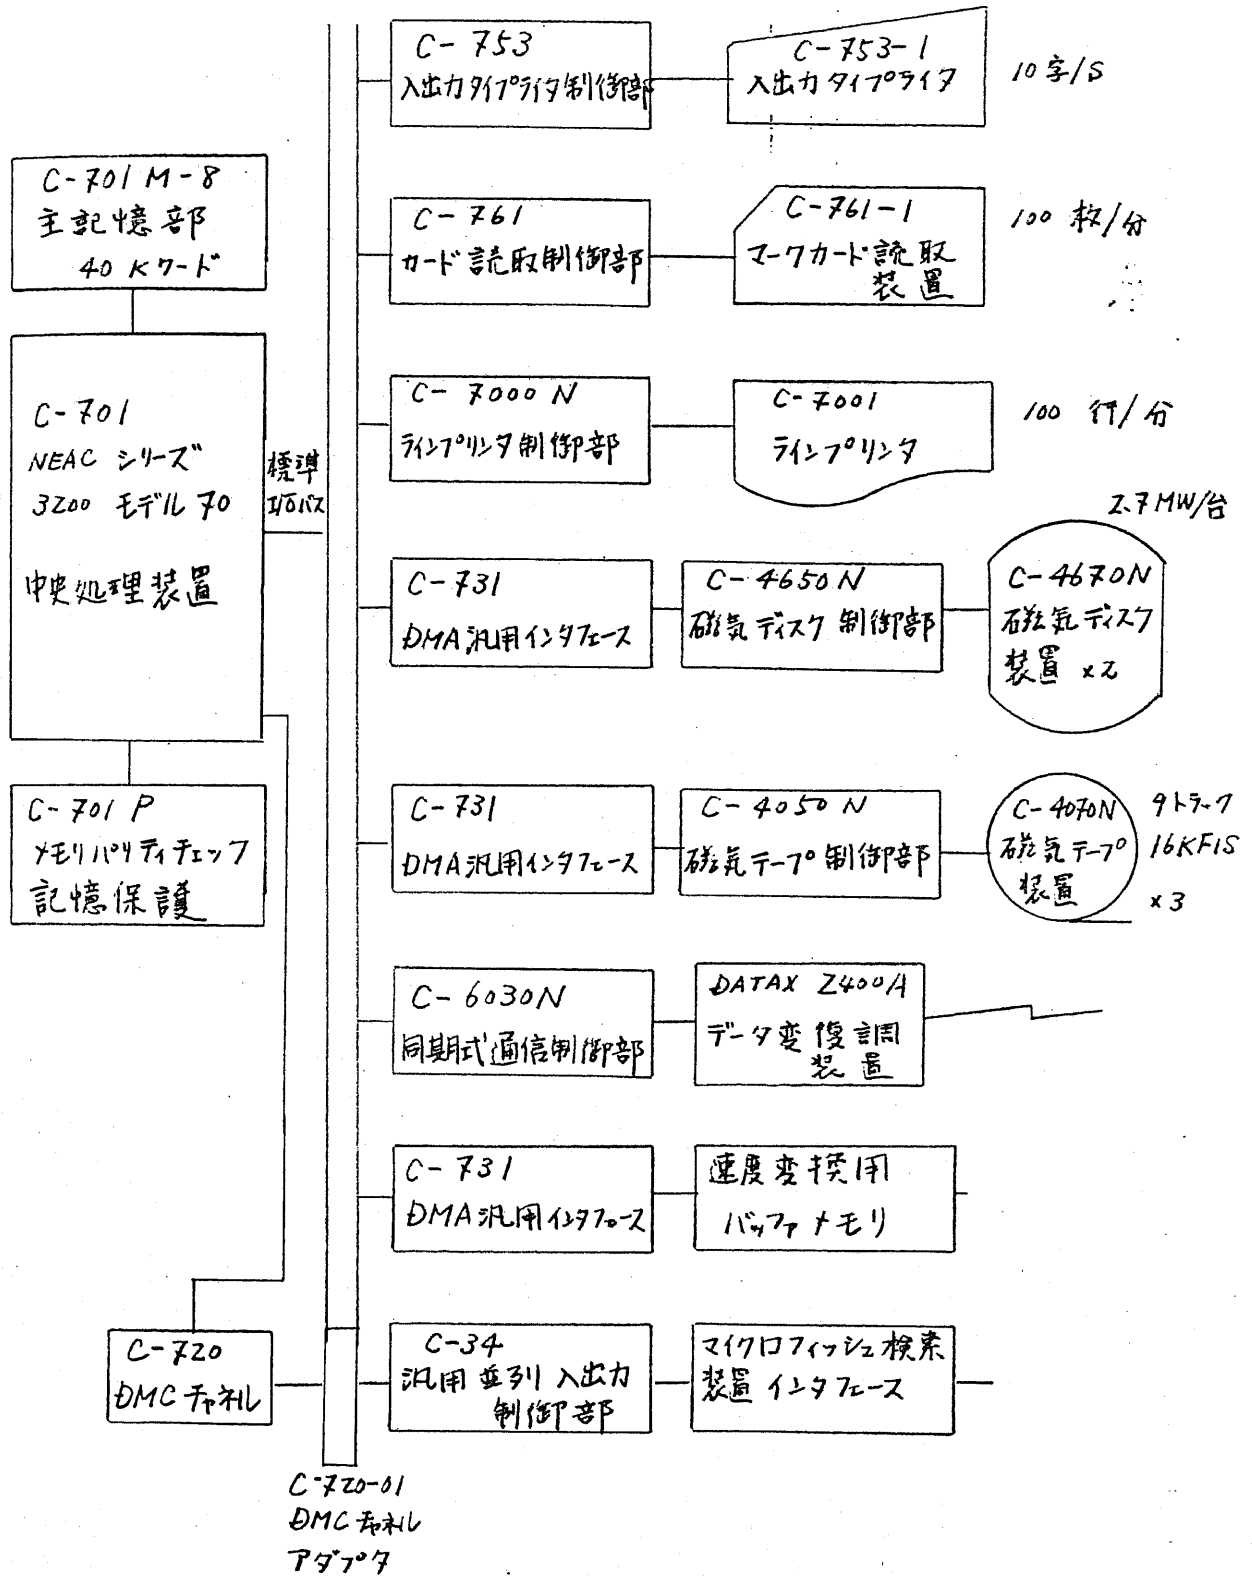 C-753
入出力タイプライタ制御部
C-753-1
入出力タイプライタ
10字/S
C-701 M-8
主記憶部
40 Kワード
C-761
カード読取制御部
C-761-1
マークカード読取
装置
100 枚/分
C-701
NEAC シリーズ
3200 モデル 70
中央処理装置
標準
I/Oバス
C-7000 N
ラインプリンタ制御部
C-7001
ラインプリンタ
100 行/分
C-731
DMA汎用インタフェース
C-4650N
磁気ディスク制御部
2.7 MW/台
C-4670N
磁気ディスク
装置 ×2
C-701 P
メモリパリティチェック
記憶保護
C-731
DMA汎用インタフェース
C-4050 N
磁気テープ制御部
C-4070N
磁気テープ
装置
9トラック
16KF/S
×3
C-6030N
同期式通信制御部
DATAX 2400A
データ変復調
装置
C-731
DMA汎用インタフェース
速度変換用
バッファメモリ
C-720
DMCチャネル
C-34
汎用並列入出力
制御部
マイクロフィッシュ検索
装置インタフェース
C-720-01
DMCチャネル
アダプタ